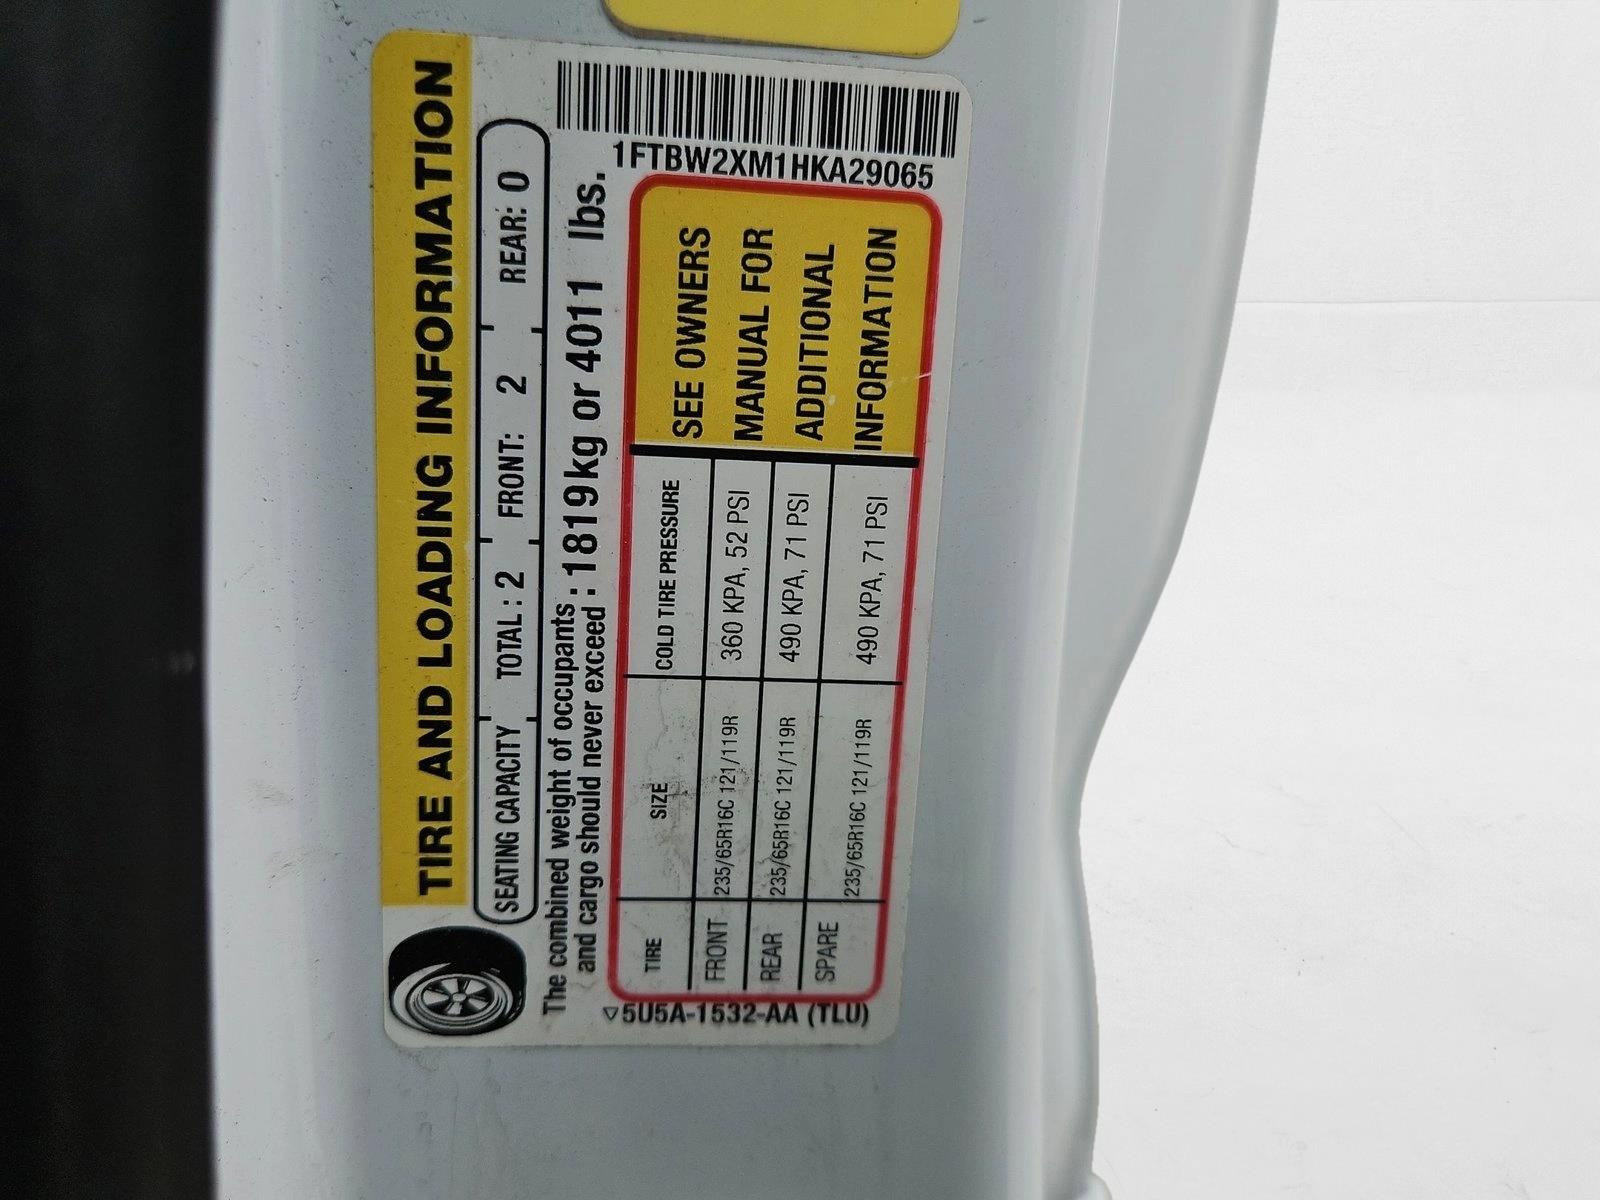 TIRE AND LOADING INFORMATION
SEATING CAPACITY TOTAL: 2 FRONT: 2 REAR: 0
The combined weight of occupants
and cargo should never exceed : 1819kg or 4011 lbs.
TIRE SIZE COLD TIRE PRESSURE
FRONT 235/65R16C 121/119R 360 KPA, 52 PSI
REAR 235/65R16C 121/119R 490 KPA, 71 PSI
SPARE 235/65R16C 121/119R 490 KPA, 71 PSI
SEE OWNERS
MANUAL FOR
ADDITIONAL
INFORMATION
1FTBW2XM1HKA29065
5U5A-1532-AA (TLU)